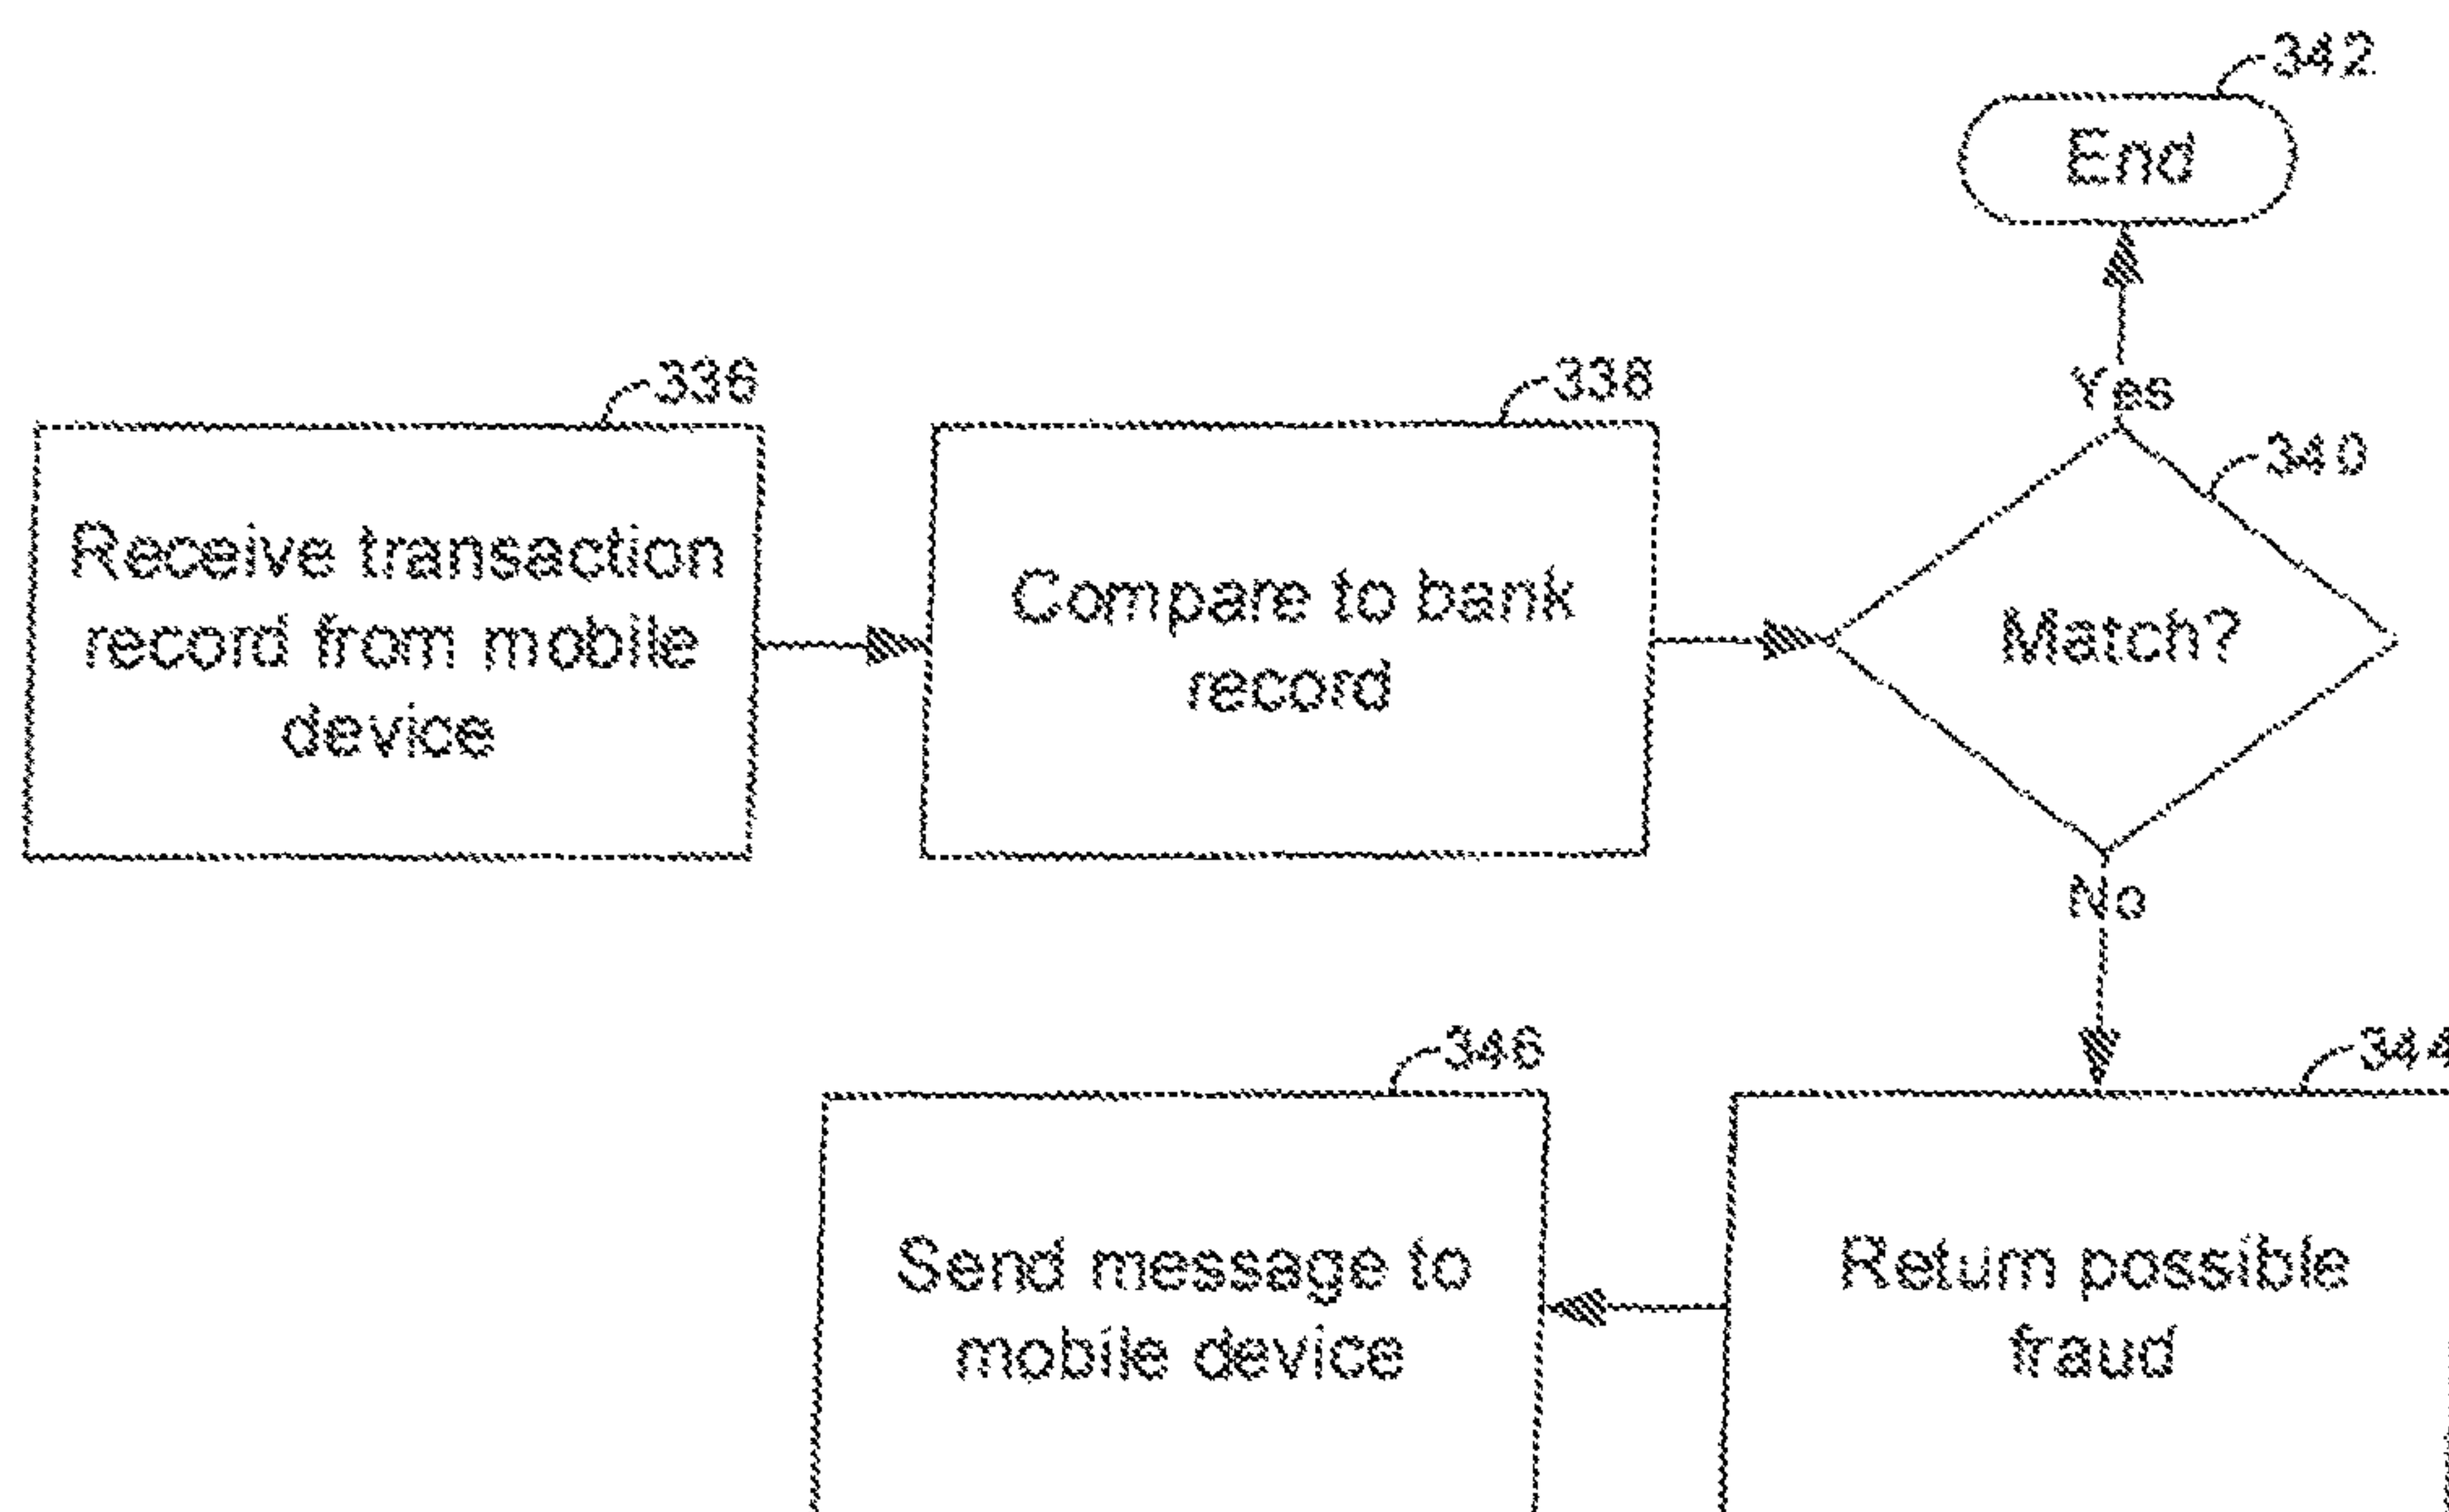 342
End
Yes
336
338
340
Receive transaction
record from mobile
device
Compare to bank
record
Match?
No
346
344
Send message to
mobile device
Return possible
fraud